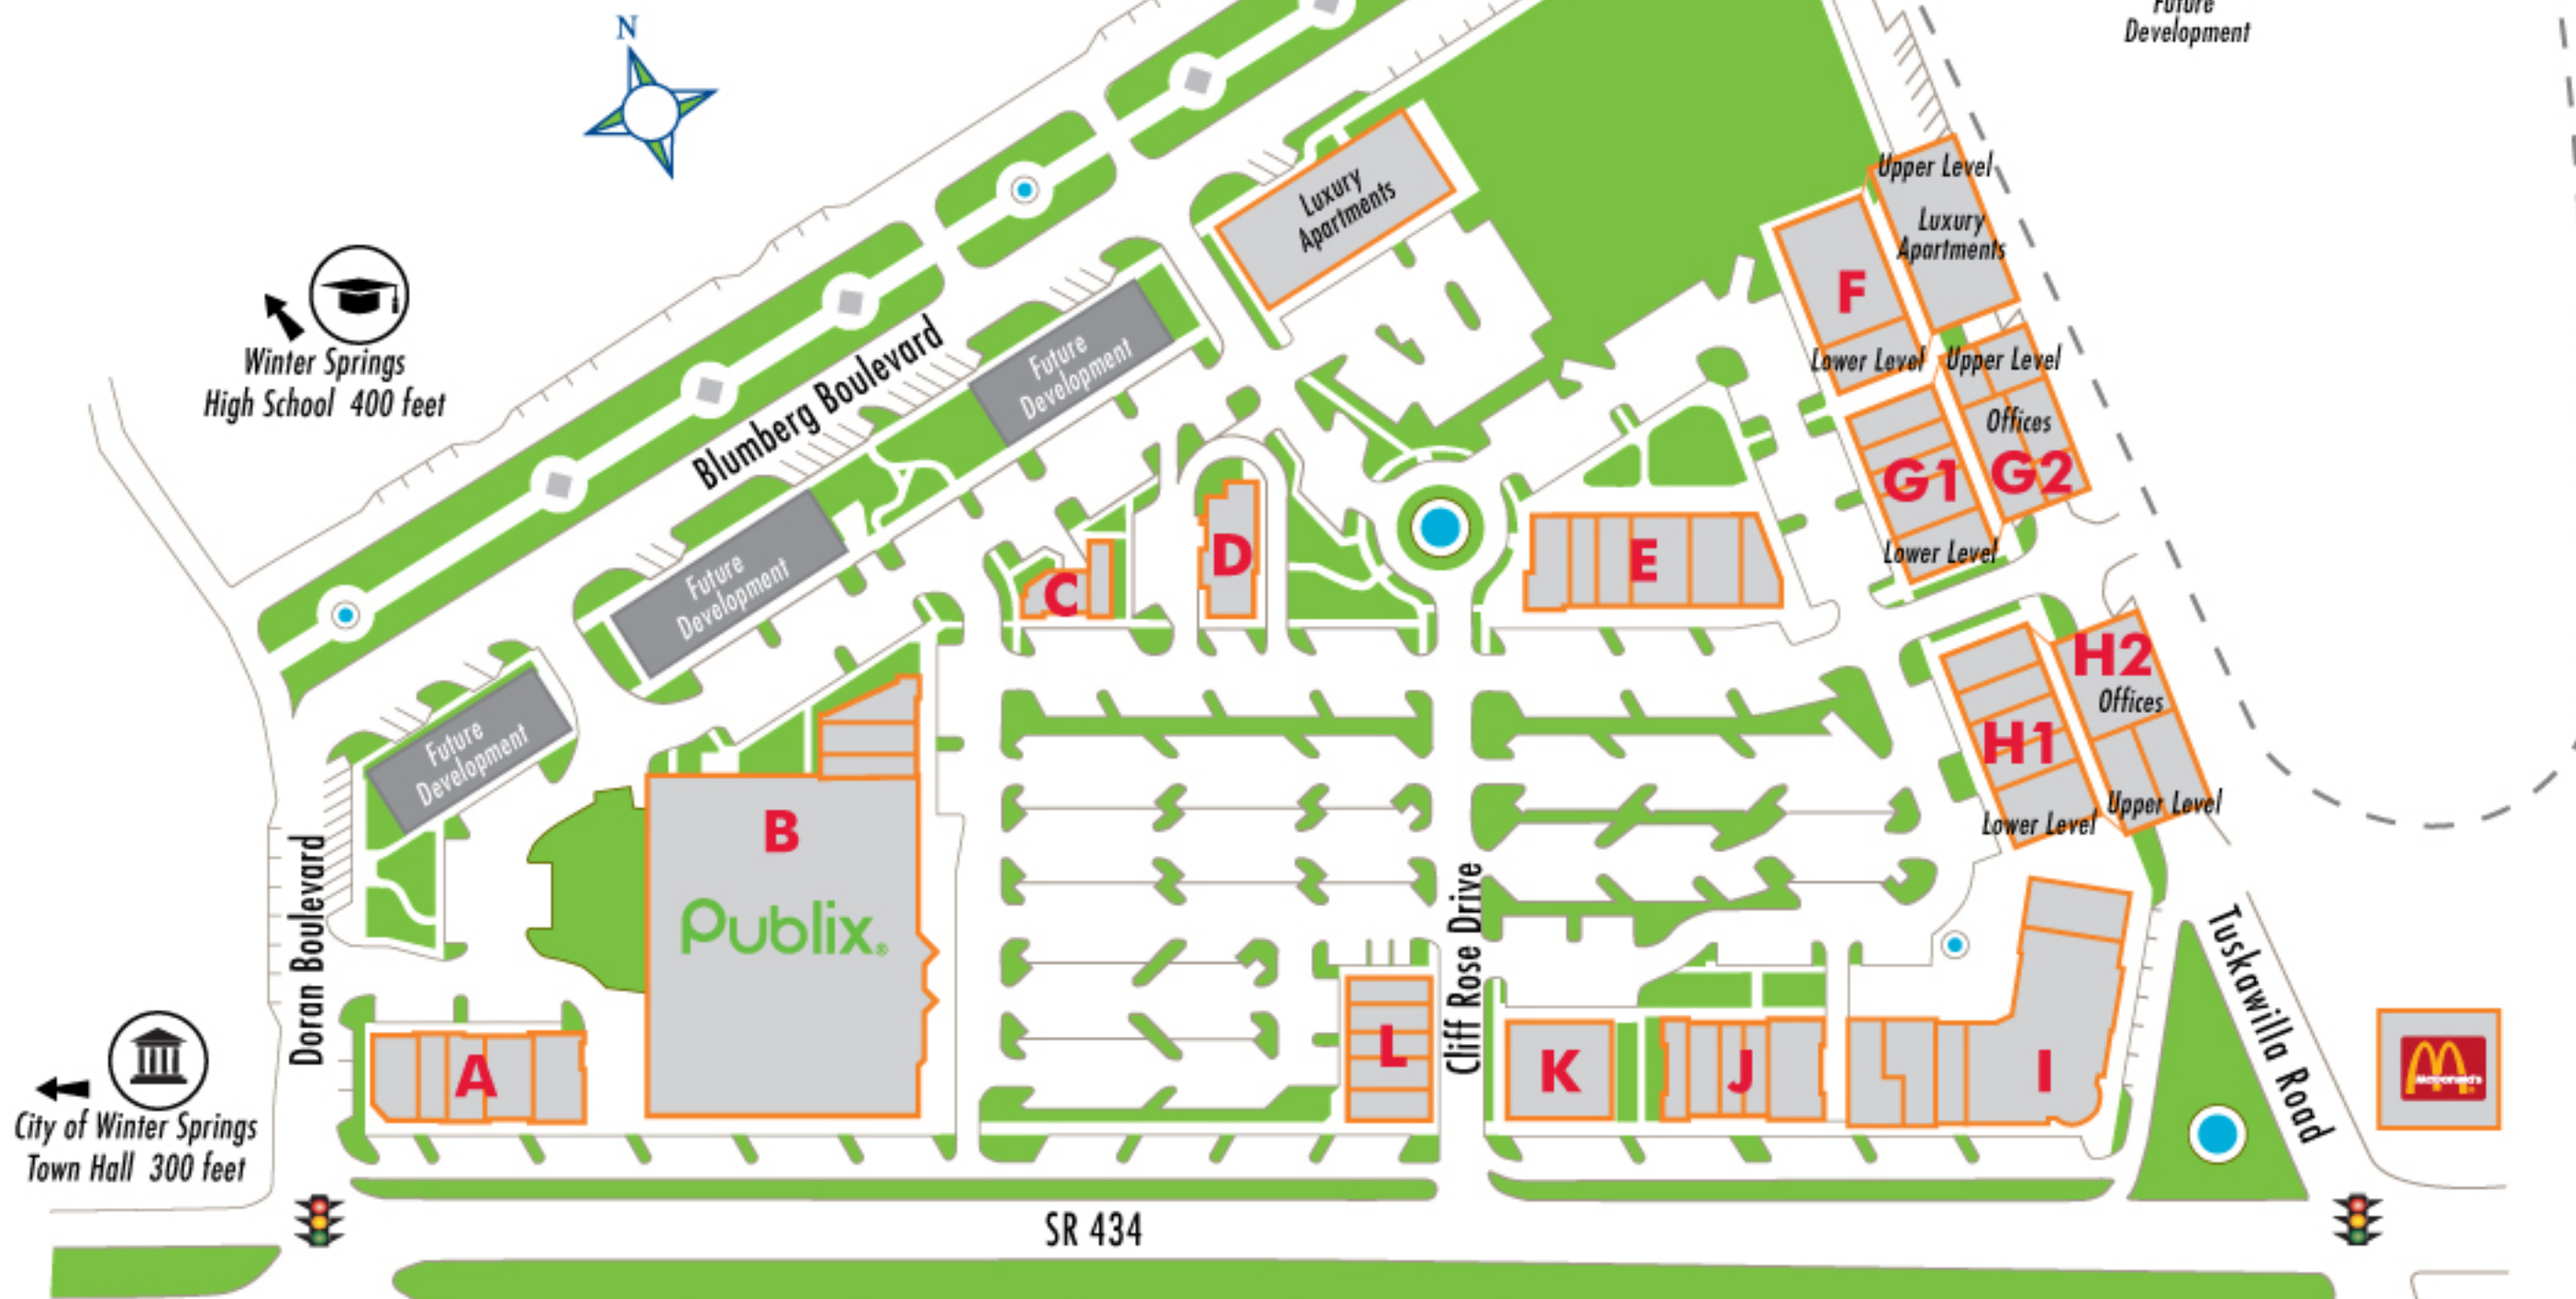 Future
Development
N
Luxury
Apartments
Upper Level
Luxury
Apartments
F
Lower Level
Upper Level
Offices
G1
G2
Lower Level
Winter Springs
High School 400 feet
Blumberg Boulevard
Future
Development
Future
Development
Future
Development
C
D
E
H2
Offices
H1
Upper Level
Lower Level
B
Publix®
Doran Boulevard
Cliff Rose Drive
Tuskawilla Road
A
L
K
J
I
McDonald's
City of Winter Springs
Town Hall 300 feet
SR 434